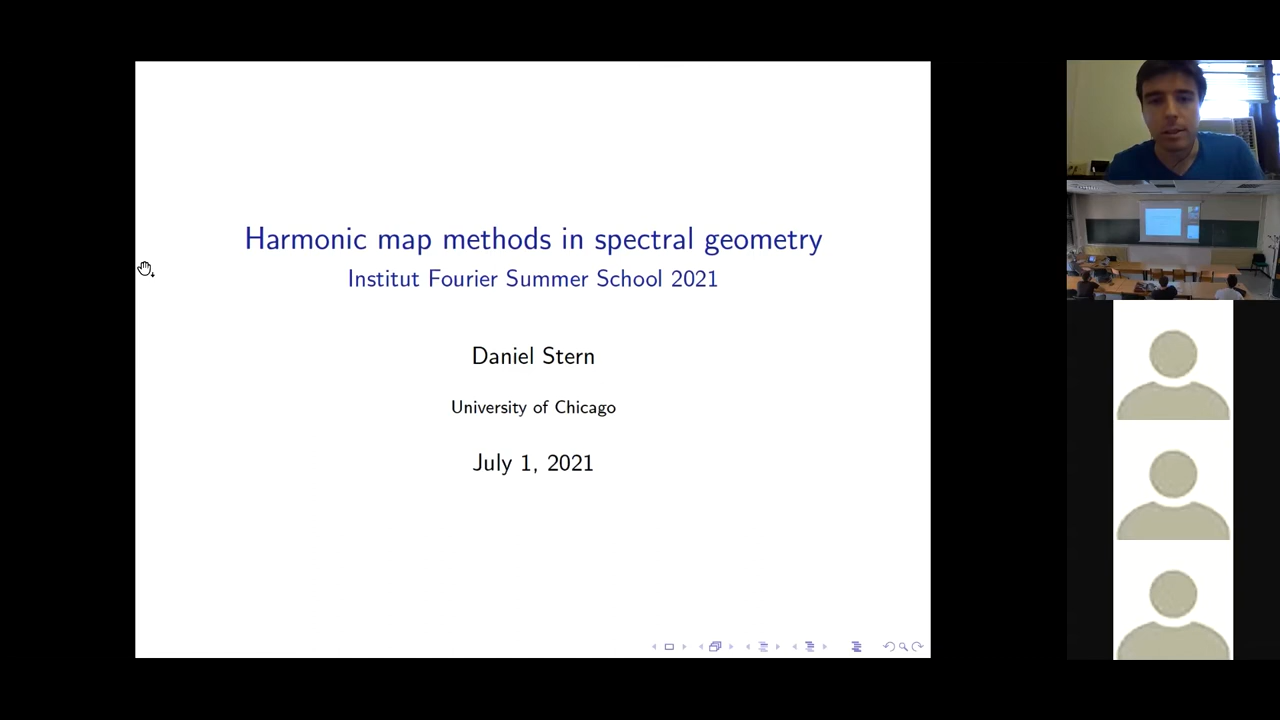 Harmonic map methods in spectral geometry
Institut Fourier Summer School 2021
Daniel Stern
University of Chicago
July 1, 2021